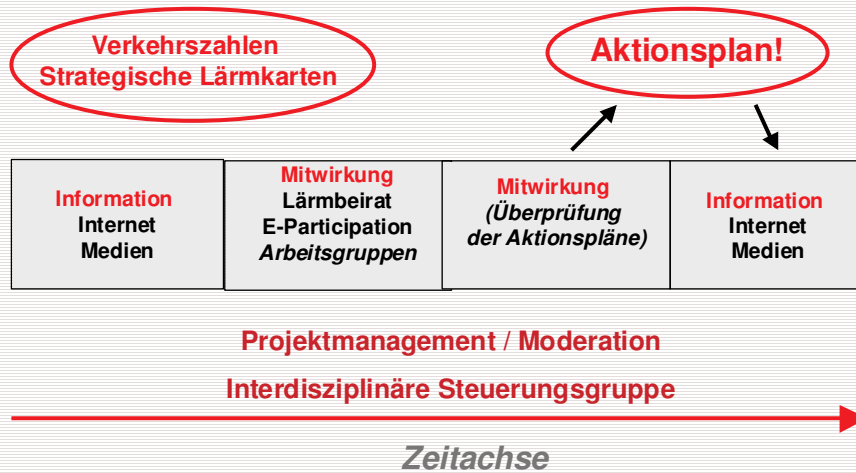 Verkehrszahlen
Strategische Lärmkarten
Aktionsplan!
Information
Internet
Medien
Mitwirkung
Lärmbeirat
E-Participation
Arbeitsgruppen
Mitwirkung
(Überprüfung
der Aktionspläne)
Information
Internet
Medien
Projektmanagement / Moderation
Interdisziplinäre Steuerungsgruppe
Zeitachse